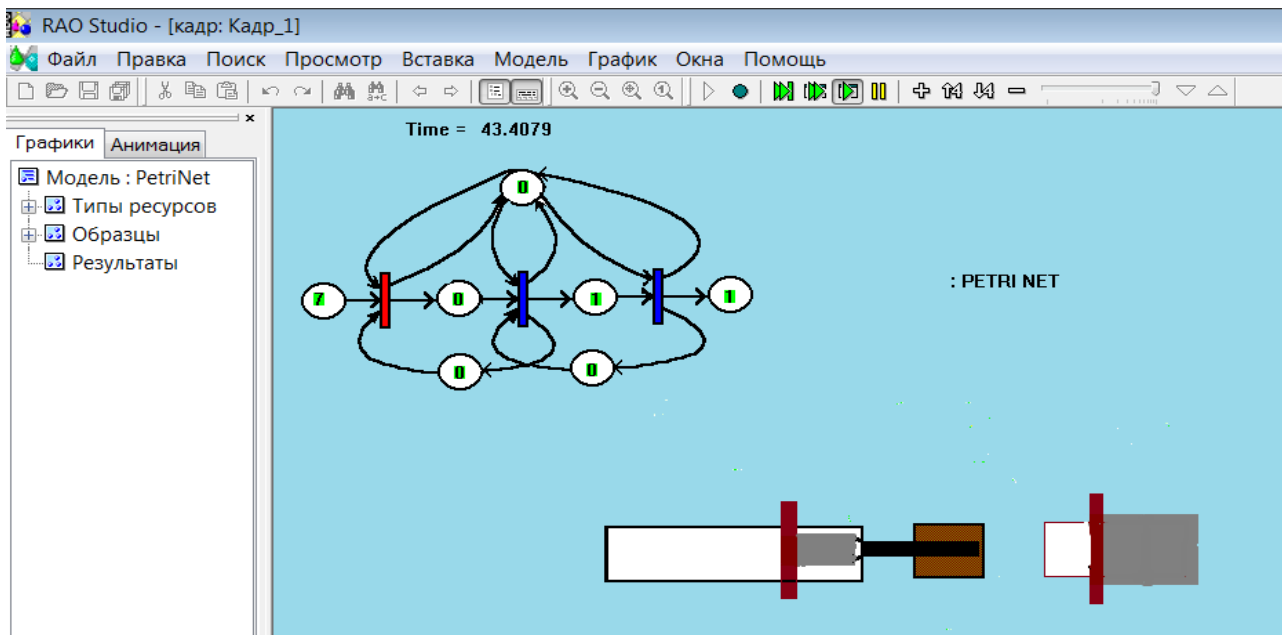 RAO Studio - [кадр: Кадр_1]
Файл Правка Поиск Просмотр Вставка Модель График Окна Помощь
Графики Анимация
Модель : PetriNet
Типы ресурсов
Образцы
Результаты
Time = 43.4079
0
7 0 1 1
0 0
: PETRI NET